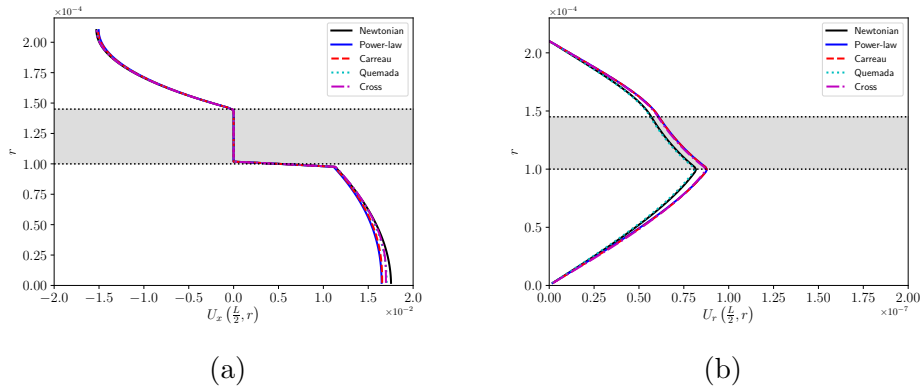 ×10⁻⁴
2.00
1.75
1.50
1.25
1.00
0.75
0.50
0.25
0.00
r
−2.0 −1.5 −1.0 −0.5 0.0 0.5 1.0 1.5 2.0
×10⁻²
U_x (L/2, r)
Newtonian
Power-law
Carreau
Quemada
Cross
(a)
×10⁻⁴
2.0
1.5
1.0
0.5
0.0
r
0.00 0.25 0.50 0.75 1.00 1.25 1.50 1.75 2.00
×10⁻⁷
U_r (L/2, r)
Newtonian
Power-law
Carreau
Quemada
Cross
(b)